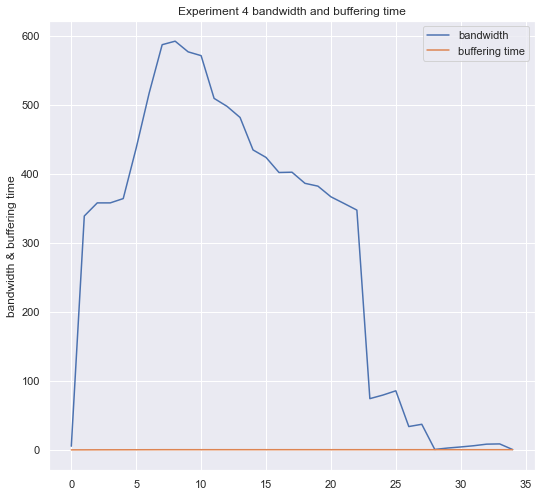 Experiment 4 bandwidth and buffering time
bandwidth
buffering time
bandwidth & buffering time
600
500
400
300
200
100
0
0 5 10 15 20 25 30 35